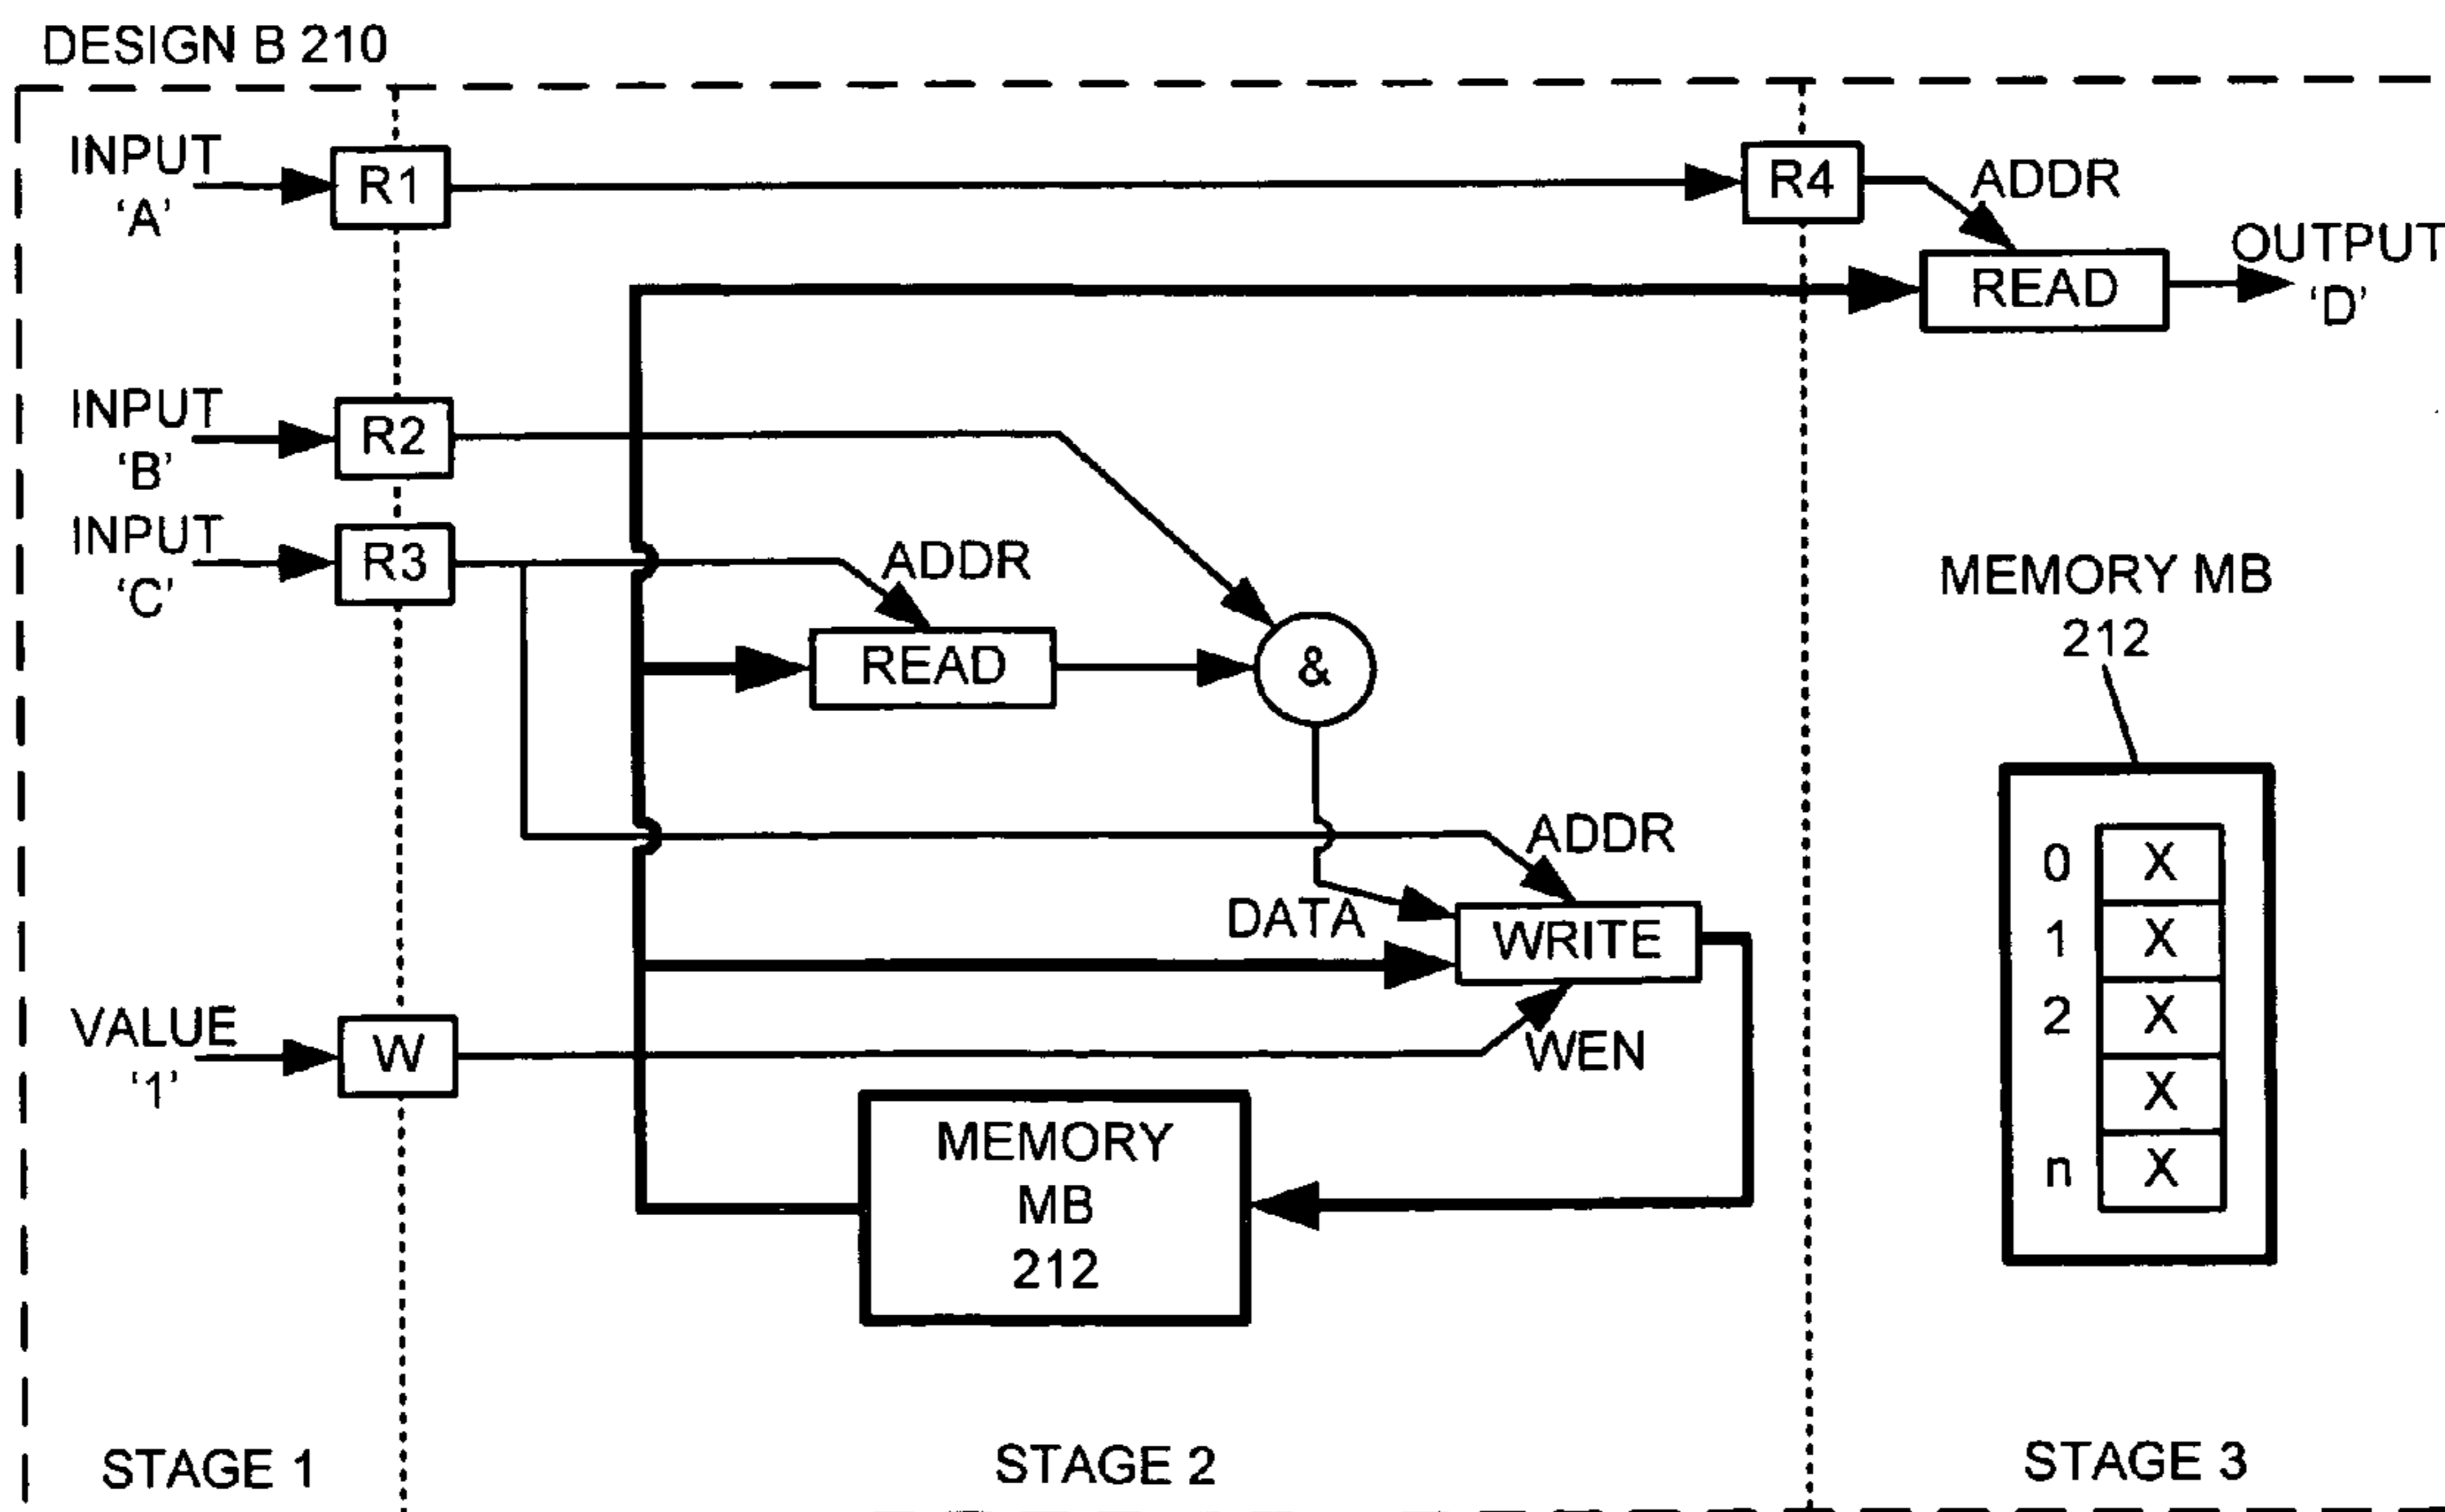 DESIGN B 210
INPUT
'A'
R1
R4
ADDR
READ
OUTPUT
'D'
INPUT
'B'
R2
INPUT
'C'
R3
ADDR
READ
&
MEMORY MB
212
ADDR
DATA
WRITE
WEN
VALUE
'1'
W
MEMORY
MB
212
0 X
1 X
2 X
X
n X
STAGE 1
STAGE 2
STAGE 3